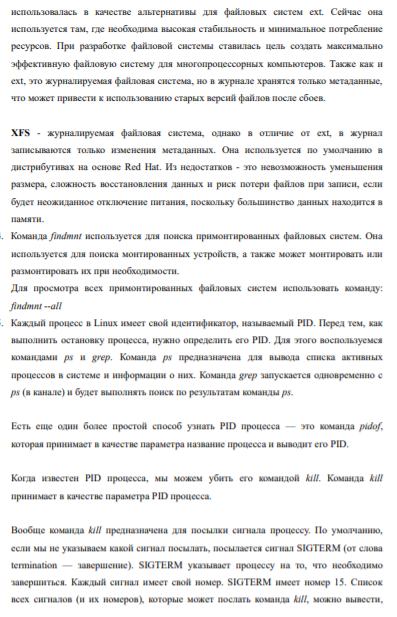 использовалась в качестве альтернативы для файловых систем ext. Сейчас она
используется там, где необходима высокая стабильность и минимальное потребление
ресурсов. При разработке файловой системы ставилась цель создать максимально
эффективную файловую систему для многопроцессорных компьютеров. Также как и
ext, это журналируемая файловая система, но в журнале хранятся только метаданные,
что может привести к использованию старых версий файлов после сбоев.
XFS - журналируемая файловая система, однако в отличие от ext, в журнал
записываются только изменения метаданных. Она используется по умолчанию в
дистрибутивах на основе Red Hat. Из недостатков - это невозможность уменьшения
размера, сложность восстановления данных и риск потери файлов при записи, если
будет неожиданное отключение питания, поскольку большинство данных находится в
памяти.
Команда findmnt используется для поиска примонтированных файловых систем. Она
используется для поиска монтированных устройств, а также может монтировать или
размонтировать их при необходимости.
Для просмотра всех примонтированных файловых систем использовать команду:
findmnt --all
Каждый процесс в Linux имеет свой идентификатор, называемый PID. Перед тем, как
выполнить остановку процесса, нужно определить его PID. Для этого воспользуемся
командами ps и grep. Команда ps предназначена для вывода списка активных
процессов в системе и информации о них. Команда grep запускается одновременно с
ps (в канале) и будет выполнять поиск по результатам команды ps.
Есть еще один более простой способ узнать PID процесса — это команда pidof,
которая принимает в качестве параметра название процесса и выводит его PID.
Когда известен PID процесса, мы можем убить его командой kill. Команда kill
принимает в качестве параметра PID процесса.
Вообще команда kill предназначена для посылки сигнала процессу. По умолчанию,
если мы не указываем какой сигнал посылать, посылается сигнал SIGTERM (от слова
termination — завершение). SIGTERM указывает процессу на то, что необходимо
завершиться. Каждый сигнал имеет свой номер. SIGTERM имеет номер 15. Список
всех сигналов (и их номеров), которые может послать команда kill, можно вывести,